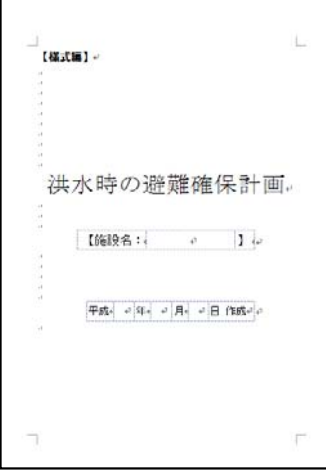 【様式編】
洪水時の避難確保計画
【施設名： 】
平成 年 月 日 作成